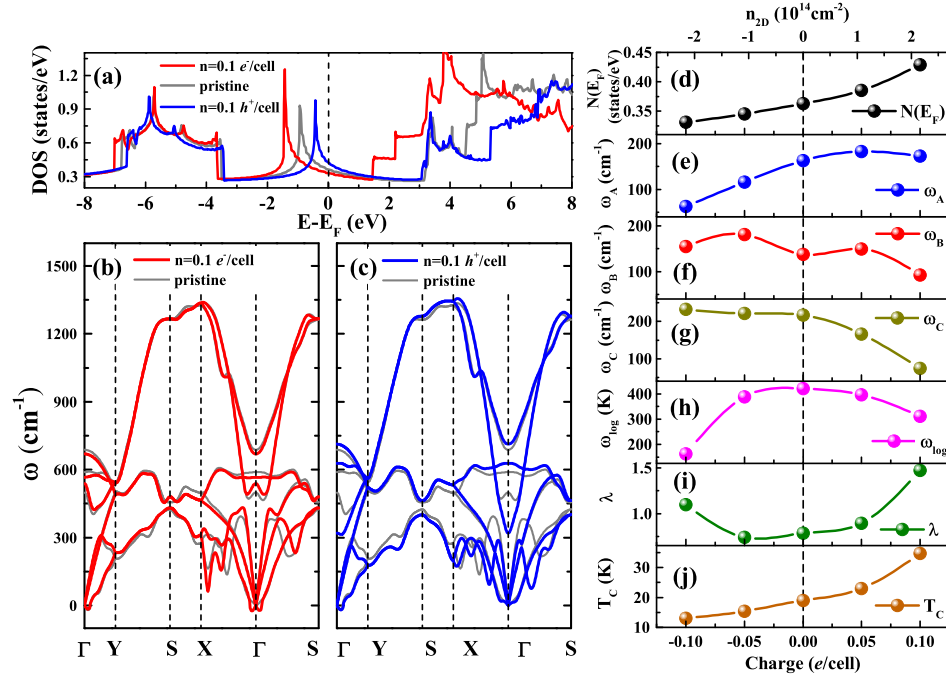 (a)
n=0.1 e⁻/cell
pristine
n=0.1 h⁺/cell
DOS (states/eV)
1.2
0.9
0.6
0.3
-8 -6 -4 -2 0 2 4 6 8
E-E_F (eV)
(b)
n=0.1 e⁻/cell
pristine
(c)
n=0.1 h⁺/cell
pristine
ω (cm⁻¹)
1500
1200
900
600
300
0
Γ Y S X Γ S
Γ Y S X Γ S
n_2D (10¹⁴cm⁻²)
-2 -1 0 1 2
(d)
N(E_F)
(states/eV)
0.45
0.35
N(E_F)
(e)
ω_A (cm⁻¹)
200
100
ω_A
(f)
ω_B (cm⁻¹)
200
100
ω_B
(g)
ω_C (cm⁻¹)
200
100
ω_C
(h)
ω_log (K)
400
300
200
ω_log
(i)
λ
1.5
1.0
λ
(j)
T_C (K)
30
20
10
T_C
-0.10 -0.05 0.00 0.05 0.10
Charge (e/cell)